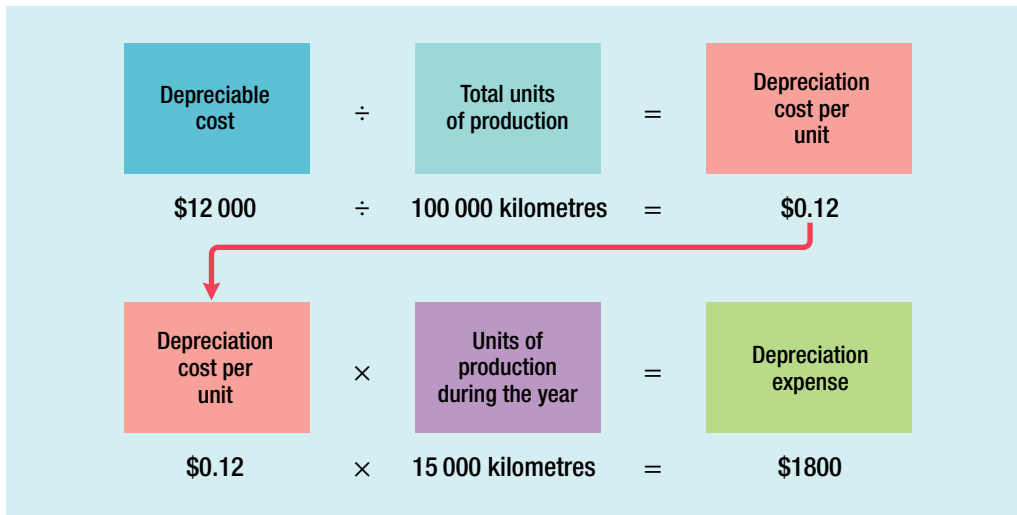 Depreciable
cost
÷
Total units
of production
=
Depreciation
cost per
unit
$12 000 ÷ 100 000 kilometres = $0.12
Depreciation
cost per
unit
×
Units of
production
during the year
=
Depreciation
expense
$0.12 × 15 000 kilometres = $1800